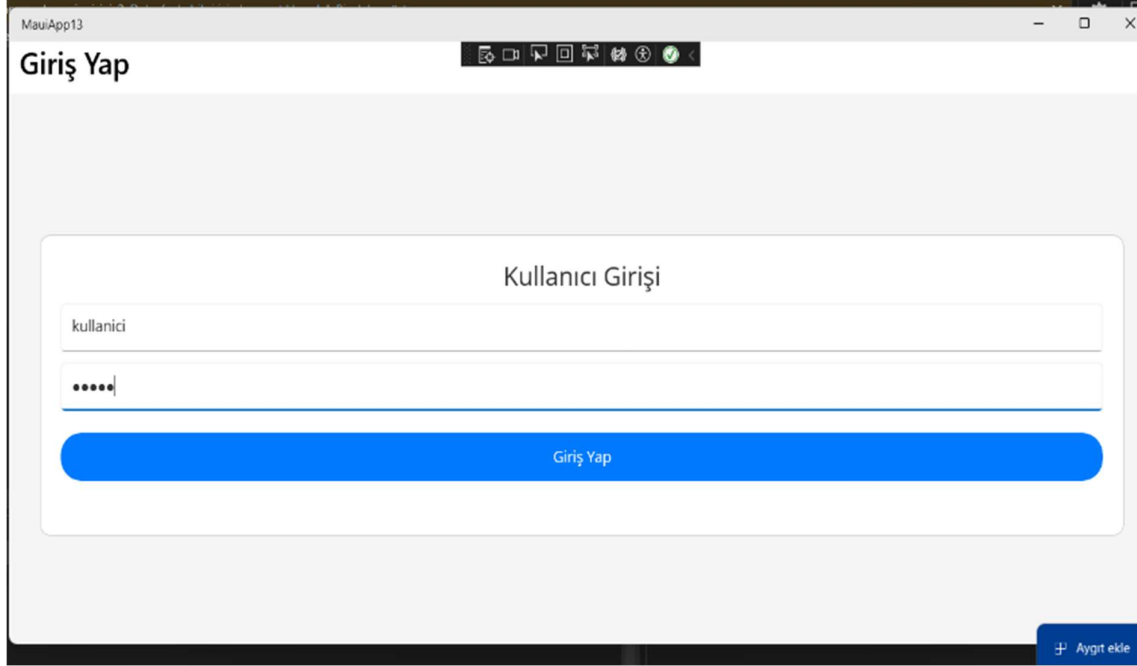 MauiApp13
Giriş Yap
Kullanıcı Girişi
kullanici
•••••
Giriş Yap
Aygıt ekle